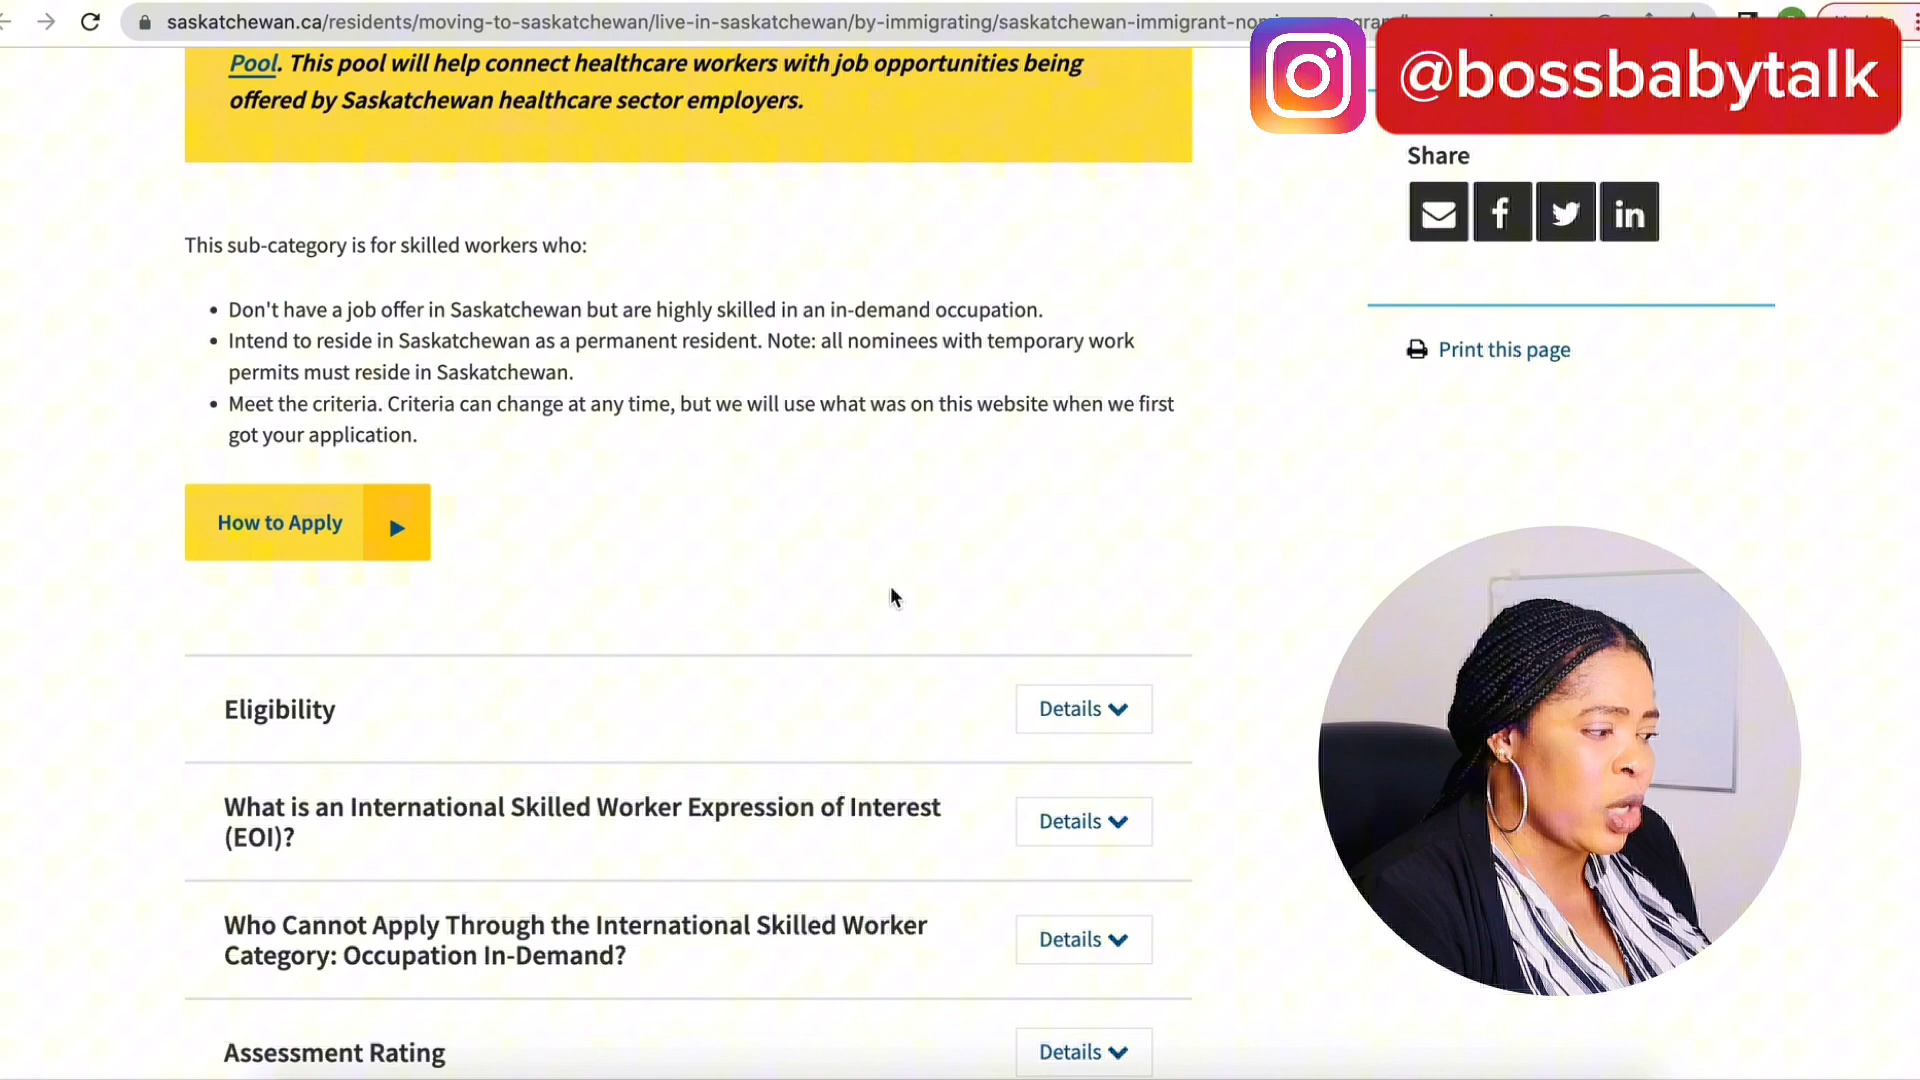 saskatchewan.ca/residents/moving-to-saskatchewan/live-in-saskatchewan/by-immigrating/saskatchewan-immigrant-
@bossbabytalk
Pool. This pool will help connect healthcare workers with job opportunities being
offered by Saskatchewan healthcare sector employers.
Share
This sub-category is for skilled workers who:
• Don't have a job offer in Saskatchewan but are highly skilled in an in-demand occupation.
• Intend to reside in Saskatchewan as a permanent resident. Note: all nominees with temporary work
permits must reside in Saskatchewan.
• Meet the criteria. Criteria can change at any time, but we will use what was on this website when we first
got your application.
Print this page
How to Apply
Eligibility
Details
What is an International Skilled Worker Expression of Interest
(EOI)?
Details
Who Cannot Apply Through the International Skilled Worker
Category: Occupation In-Demand?
Details
Assessment Rating
Details